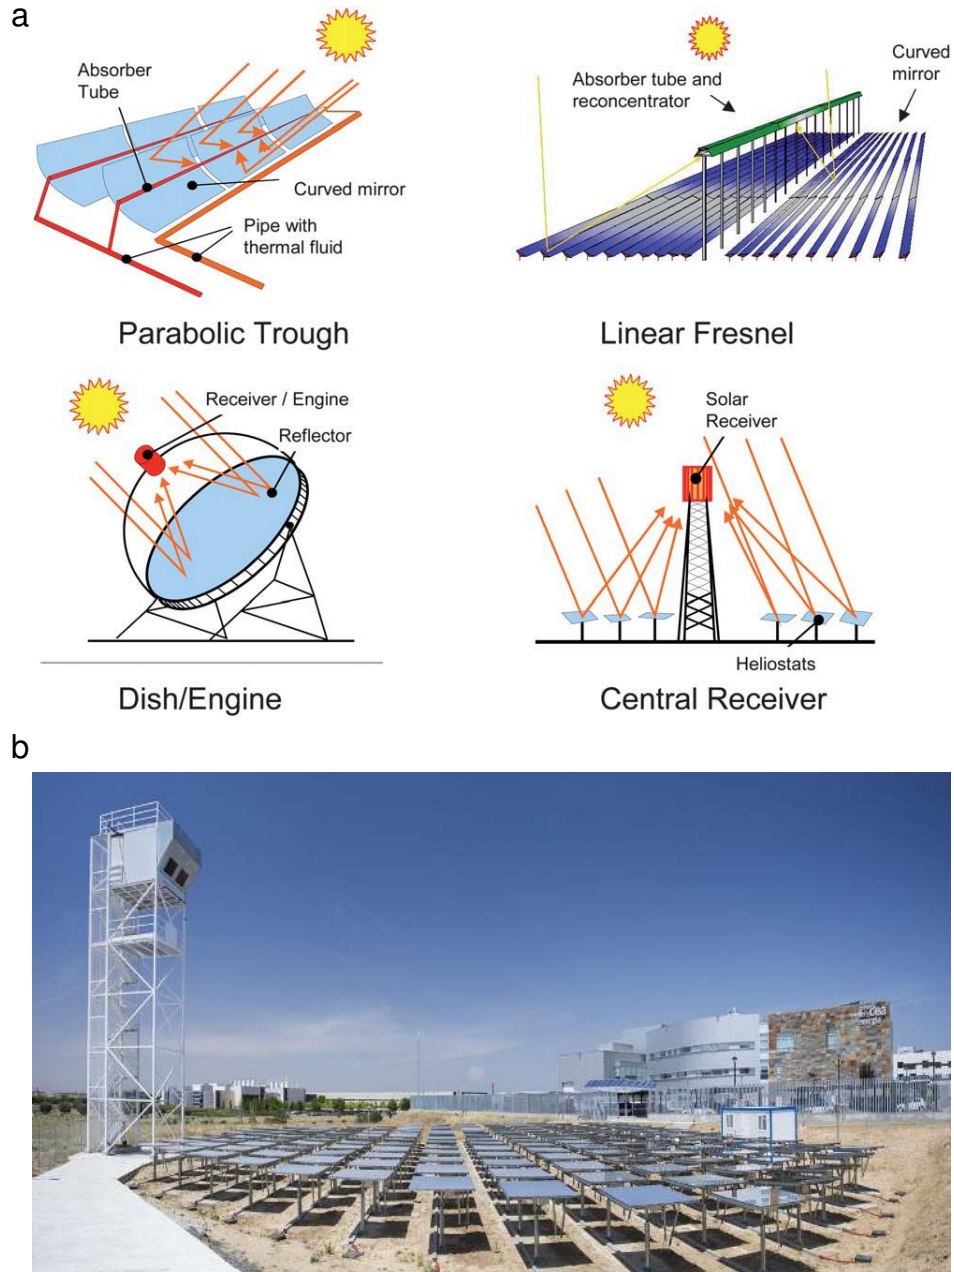 a
Absorber
Tube
Curved mirror
Pipe with
thermal fluid
Parabolic Trough
Absorber tube and
reconcentrator
Curved
mirror
Linear Fresnel
Receiver / Engine
Reflector
Dish/Engine
Solar
Receiver
Heliostats
Central Receiver
b